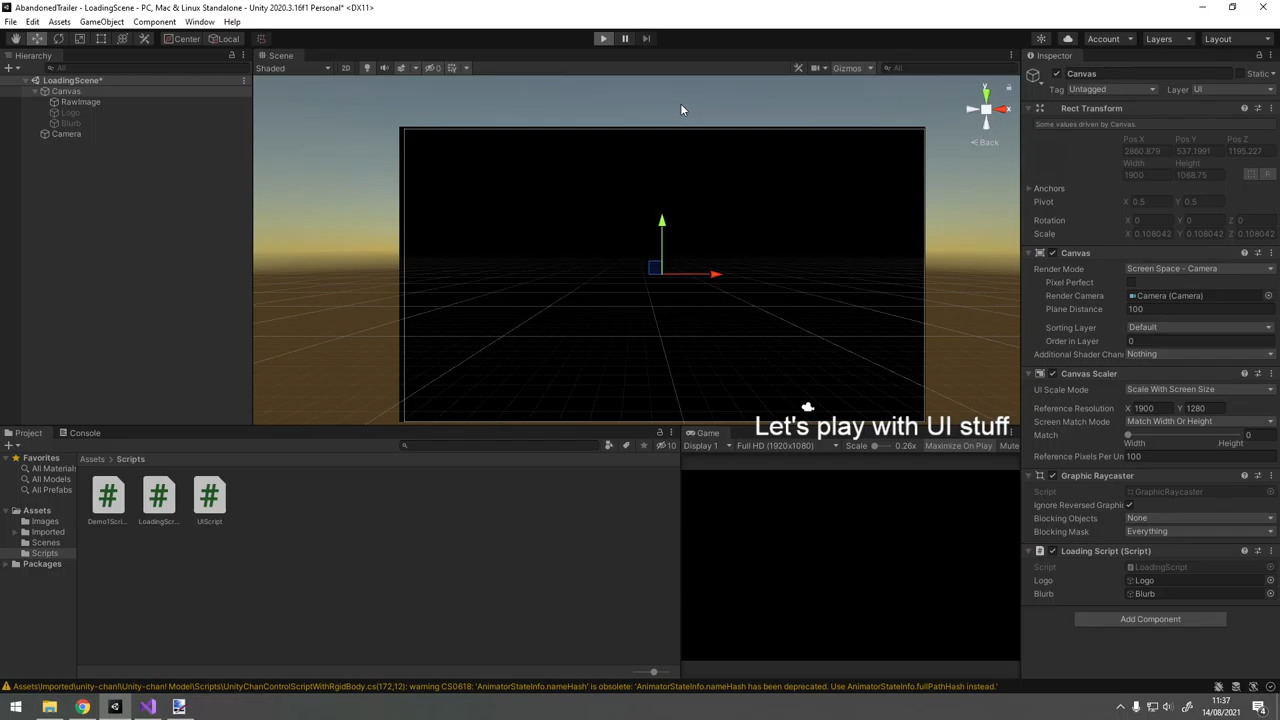 AbandonedTrailer - LoadingScene - PC, Mac & Linux Standalone - Unity 2020.3.16f1 Personal* <DX11>
File Edit Assets GameObject Component Window Help
Center Local Account Layers Layout
Hierarchy
All
LoadingScene*
Canvas
RawImage
Logo
Blurb
Camera
Scene
Shaded 2D 0 Gizmos All
Back
Let's play with UI stuff
Inspector
Canvas Static
Tag Untagged Layer UI
Rect Transform
Some values driven by Canvas.
Pos X Pos Y Pos Z
2860.879 537.1991 1195.227
Width Height
1900 1068.75
R
Anchors
Pivot X 0.5 Y 0.5
Rotation X 0 Y 0 Z 0
Scale X 0.108042 Y 0.108042 Z 0.108042
Canvas
Render Mode Screen Space - Camera
Pixel Perfect
Render Camera Camera (Camera)
Plane Distance 100
Sorting Layer Default
Order in Layer 0
Additional Shader Chann Nothing
Canvas Scaler
UI Scale Mode Scale With Screen Size
Reference Resolution X 1900 Y 1280
Screen Match Mode Match Width Or Height
Match 0
Width Height
Reference Pixels Per Un 100
Graphic Raycaster
Script GraphicRaycaster
Ignore Reversed Graphic
Blocking Objects None
Blocking Mask Everything
Loading Script (Script)
Script LoadingScript
Logo Logo
Blurb Blurb
Add Component
Project Console
10
Favorites
All Materials
All Models
All Prefabs
Assets
Images
Imported
Scenes
Scripts
Packages
Assets > Scripts
Demo1Scri... LoadingScr... UIScript
Game
Display 1 Full HD (1920x1080) Scale 0.26x Maximize On Play Mute
Assets\Imported\unity-chan!\Unity-chan! Model\Scripts\UnityChanControlScriptWithRgidBody.cs(172,12): warning CS0618: 'AnimatorStateInfo.nameHash' is obsolete: 'AnimatorStateInfo.nameHash has been deprecated. Use AnimatorStateInfo.fullPathHash instead.'
11:37
14/08/2021